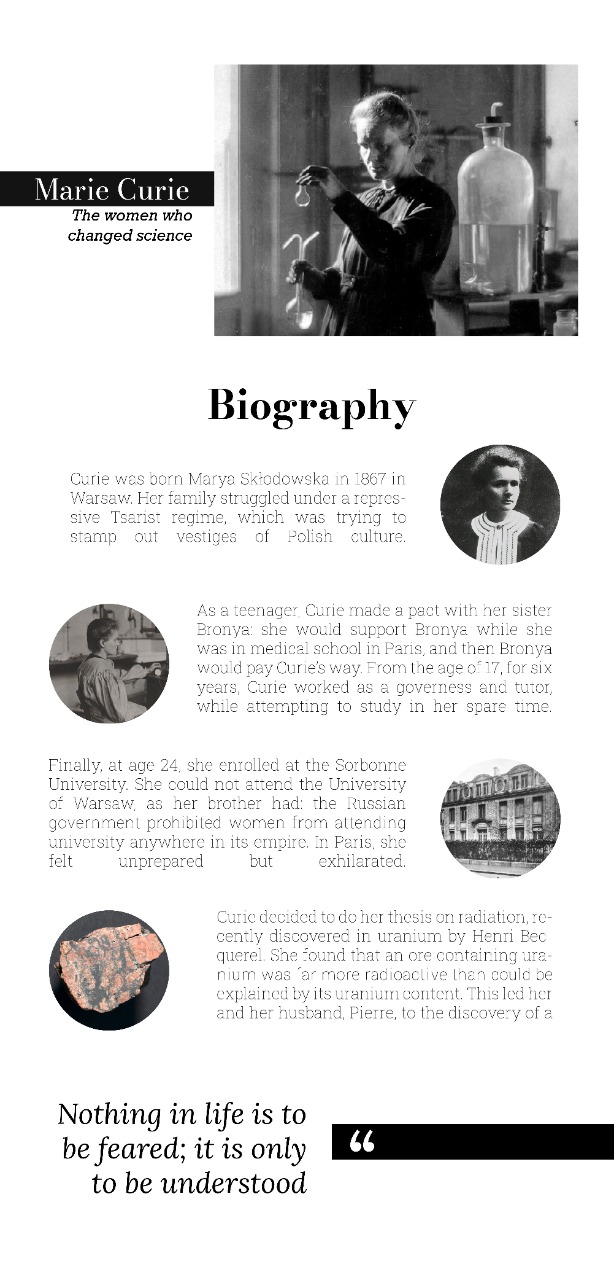 Marie Curie
The women who
changed science
Biography
Curie was born Marya Skłodowska in 1867 in
Warsaw. Her family struggled under a repres-
sive Tsarist regime, which was trying to
stamp out vestiges of Polish culture.
As a teenager, Curie made a pact with her sister
Bronya: she would support Bronya while she
was in medical school in Paris, and then Bronya
would pay Curie's way. From the age of 17, for six
years, Curie worked as a governess and tutor,
while attempting to study in her spare time.
Finally, at age 24, she enrolled at the Sorbonne
University. She could not attend the University
of Warsaw, as her brother had: the Russian
government prohibited women from attending
university anywhere in its empire. In Paris, she
felt unprepared but exhilarated.
Curie decided to do her thesis on radiation, re-
cently discovered in uranium by Henri Bec
querel. She found that an ore containing ura-
nium was far more radioactive than could be
explained by its uranium content. This led her
and her husband, Pierre, to the discovery of a
Nothing in life is to
be feared; it is only
to be understood
“